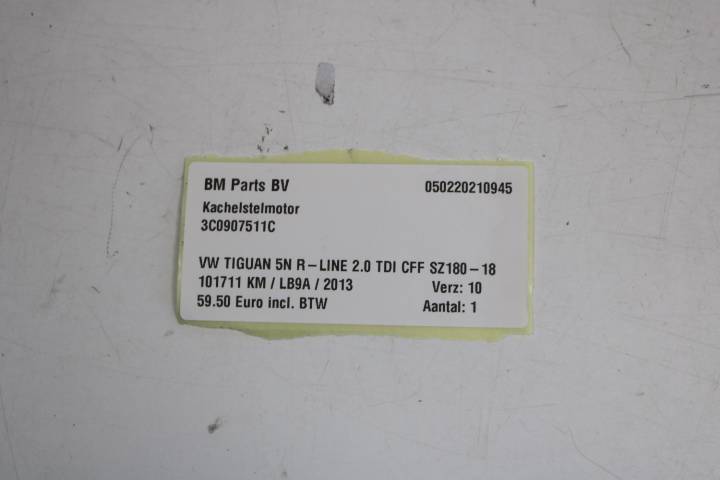 BM Parts BV 050220210945
Kachelstelmotor
3C0907511C
VW TIGUAN 5N R-LINE 2.0 TDI CFF SZ180-18
101711 KM / LB9A / 2013 Verz: 10
59.50 Euro incl. BTW Aantal: 1